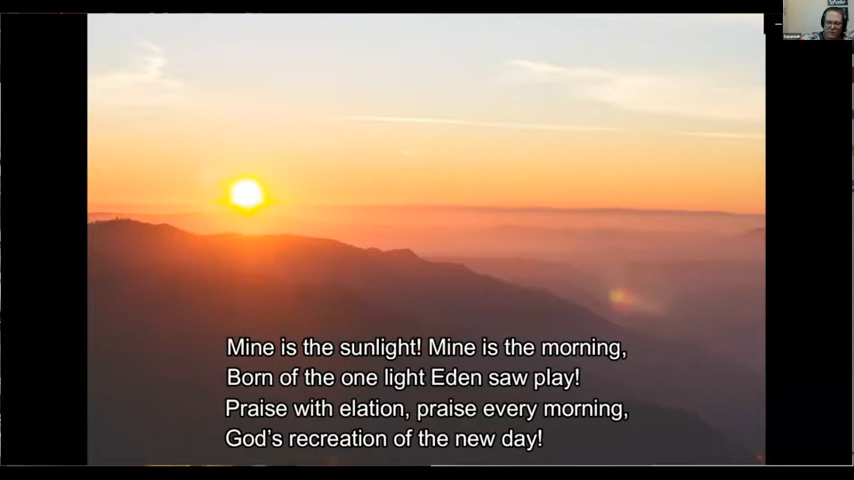 Mine is the sunlight! Mine is the morning,
Born of the one light Eden saw play!
Praise with elation, praise every morning,
God's recreation of the new day!